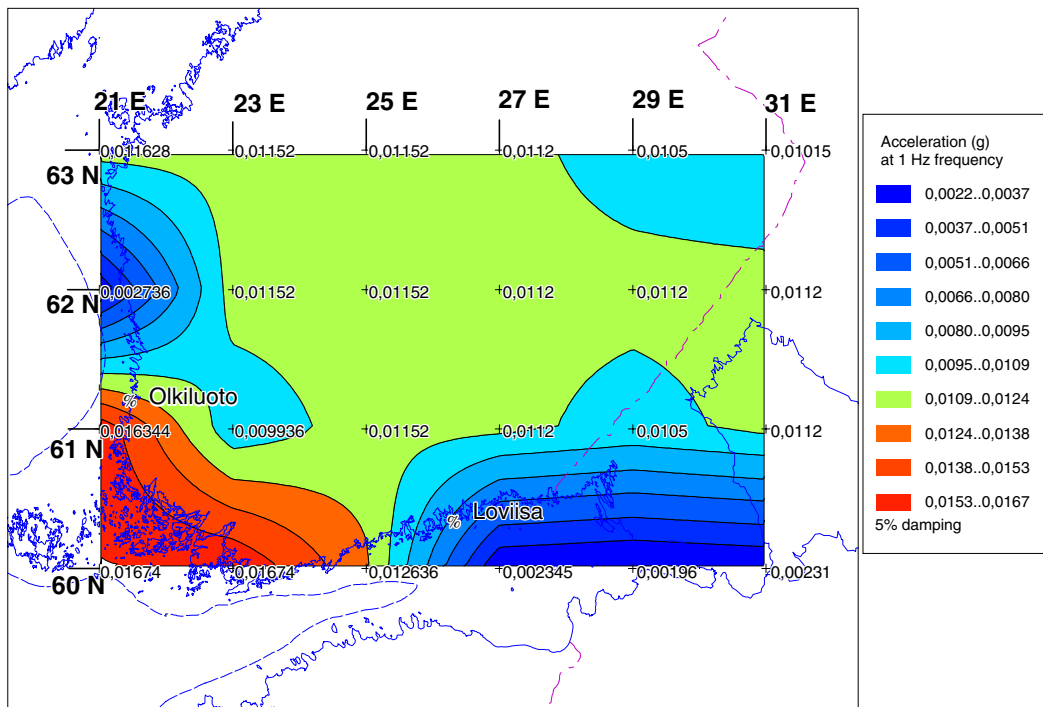 21 E 23 E 25 E 27 E 29 E 31 E
0,011628 0,01152 0,01152 0,0112 0,0105 0,01015
63 N
Acceleration (g)
at 1 Hz frequency
0,0022..0,0037
0,0037..0,0051
0,0051..0,0066
0,0066..0,0080
0,0080..0,0095
0,0095..0,0109
0,0109..0,0124
0,0124..0,0138
0,0138..0,0153
0,0153..0,0167
5% damping
0,002736 0,01152 0,01152 0,0112 0,0112 0,0112
62 N
% Olkiluoto
0,016344 0,009936 0,01152 0,0112 0,0105 0,0112
61 N
% Loviisa
0,01674 0,01674 0,012636 0,002345 0,00196 0,00231
60 N